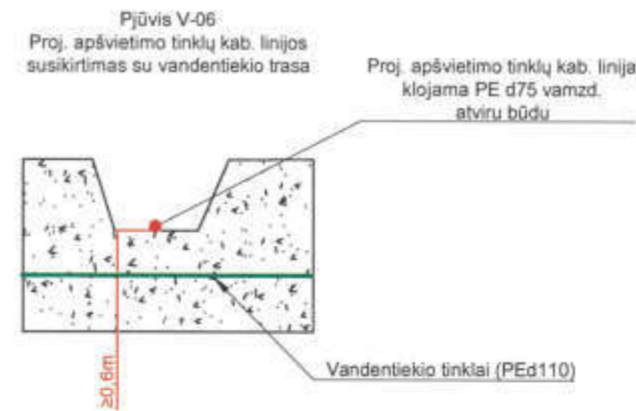 Pjūvis V-06
Proj. apšvietimo tinklų kab. linijos
susikirtimas su vandentiekio trasa
Proj. apšvietimo tinklų kab. linija
klojama PE d75 vamzd.
atviru būdu
≥0,6m
Vandentiekio tinklai (PEd110)